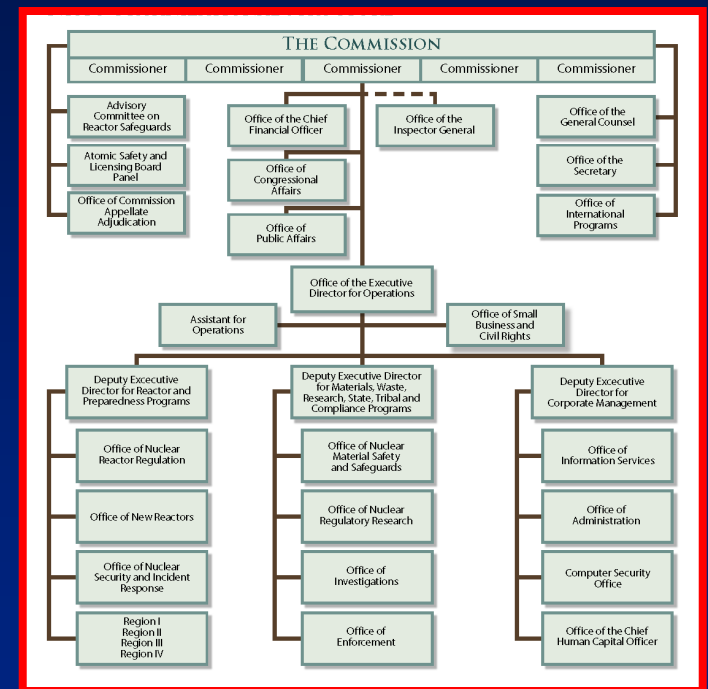 THE COMMISSION
Commissioner
Commissioner
Commissioner
Commissioner
Commissioner
Advisory
Committee on
Reactor Safeguards
Atomic Safety and
Licensing Board
Panel
Office of Commission
Appellate
Adjudication
Office of the Chief
Financial Officer
Office of
Congressional
Affairs
Office of
Public Affairs
Office of the
Inspector General
Office of the
General Counsel
Office of the
Secretary
Office of
International
Programs
Office of the Executive
Director for Operations
Assistant for
Operations
Office of Small
Business and
Civil Rights
Deputy Excecutive
Director for Reactor and
Preparedness Programs
Office of Nuclear
Reactor Regulation
Office of New Reactors
Office of Nuclear
Security and Incident
Response
Region I
Region II
Region III
Region IV
Deputy Executive Director
for Materials, Waste,
Research, State, Tribal and
Compliance Programs
Office of Nuclear
Material Safety
and Safeguards
Office of Nuclear
Regulatory Research
Office of
Investigations
Office of
Enforcement
Deputy Excecutive
Director for
Corporate Management
Office of
Information Services
Office of
Administration
Computer Security
Office
Office of the Chief
Human Capital Officer